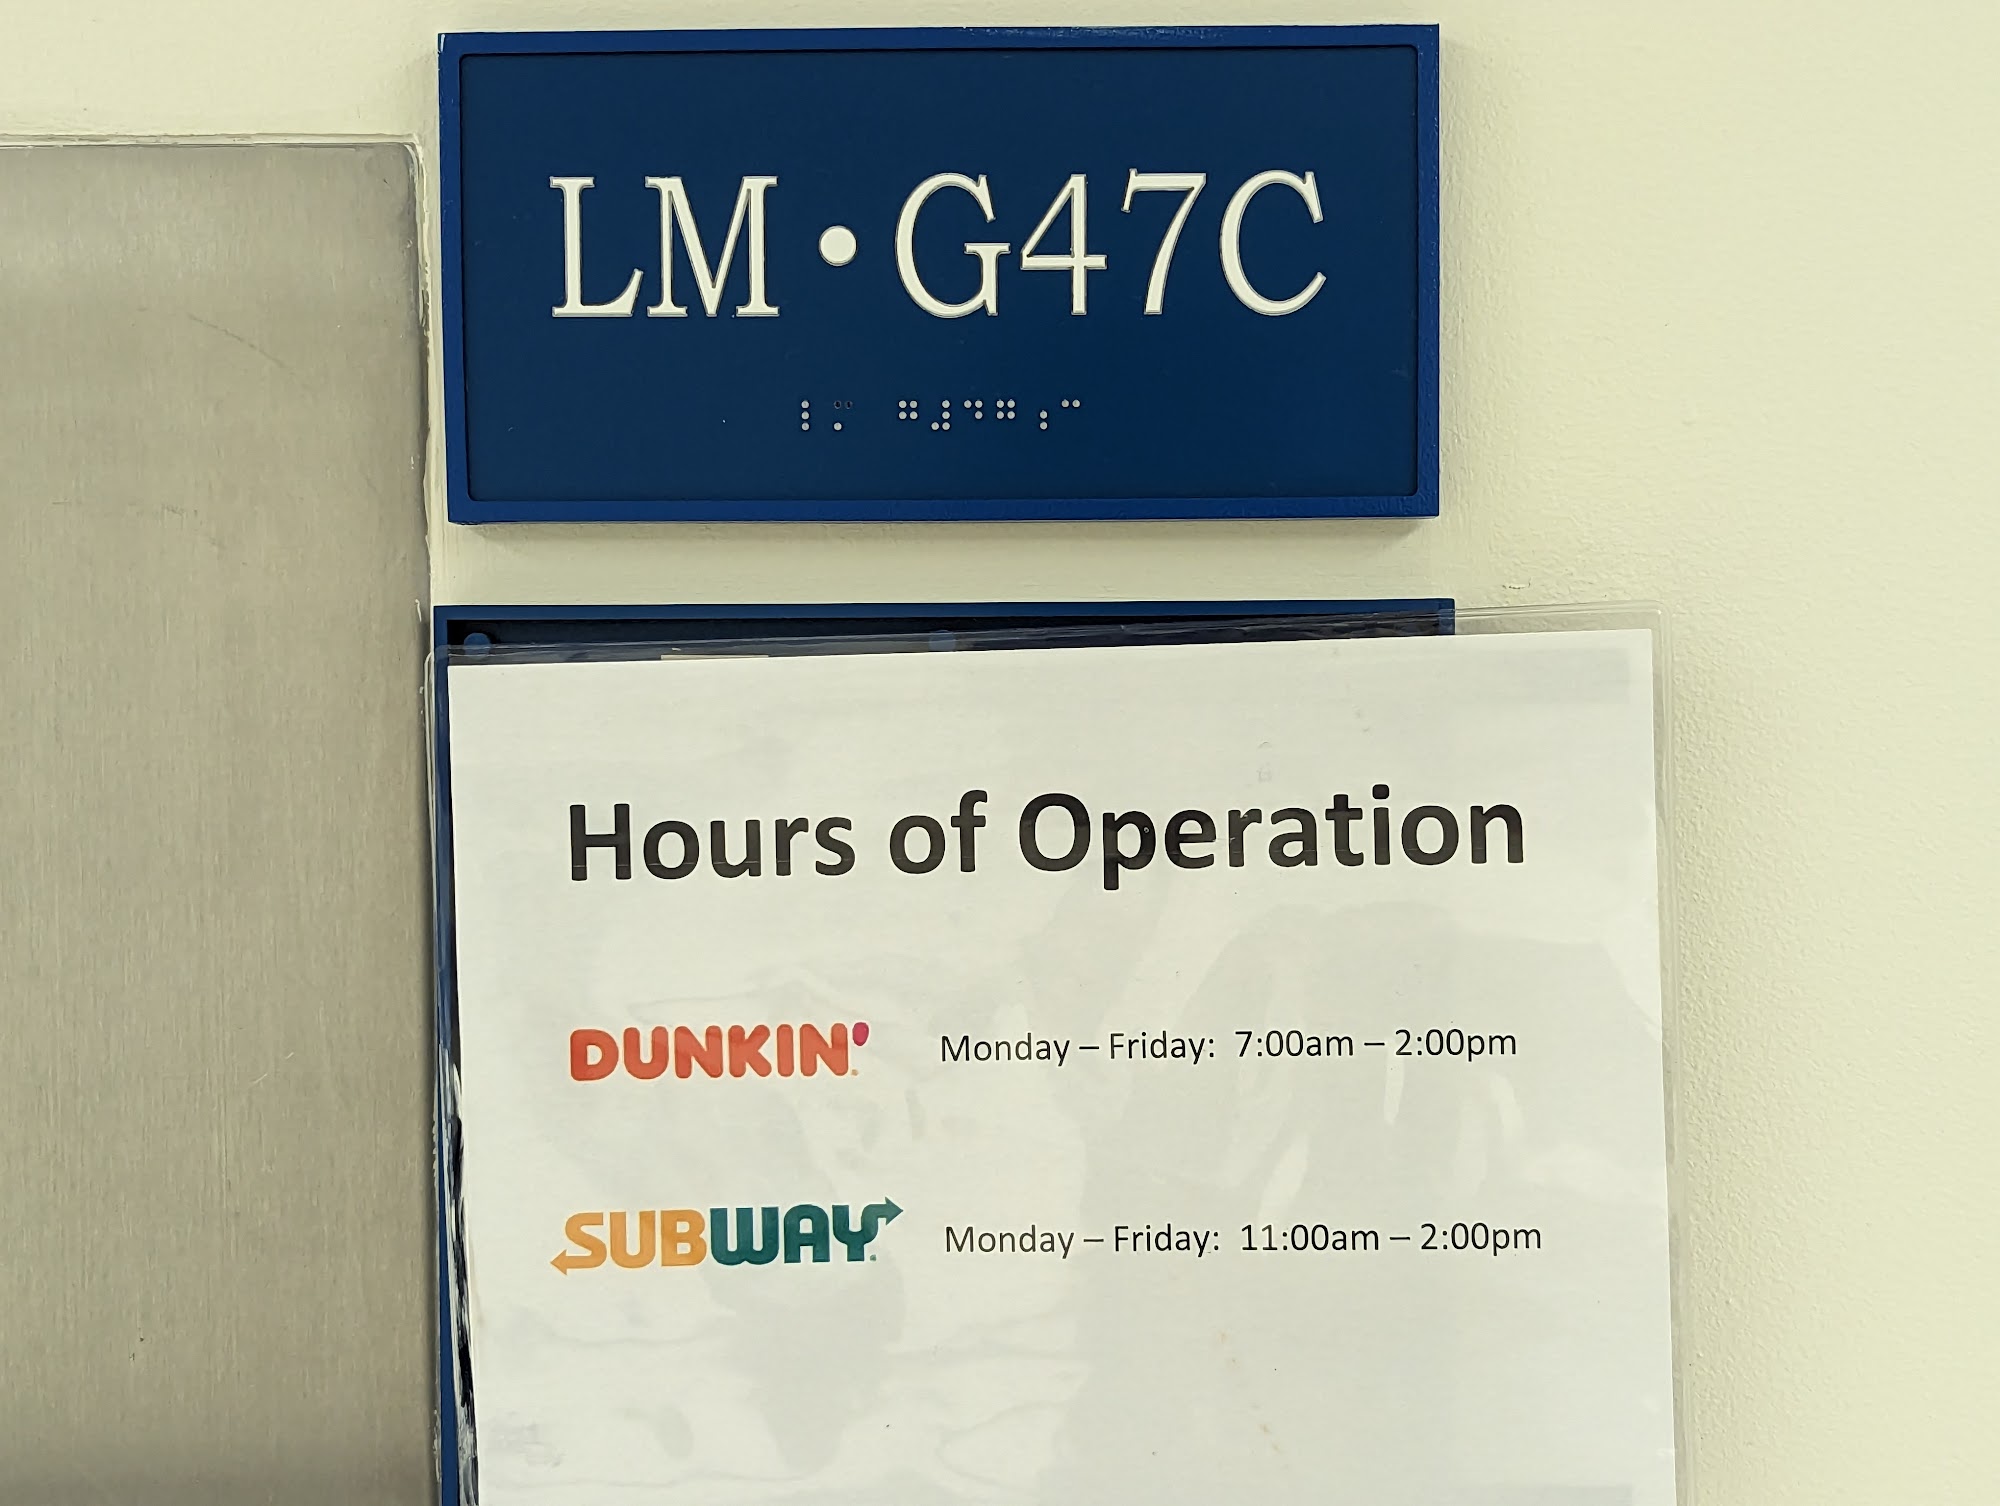 LM • G47C
⠇⠍ ⠛⠼⠙⠛⠰⠉
Hours of Operation
DUNKIN' Monday – Friday: 7:00am – 2:00pm
SUBWAY Monday – Friday: 11:00am – 2:00pm